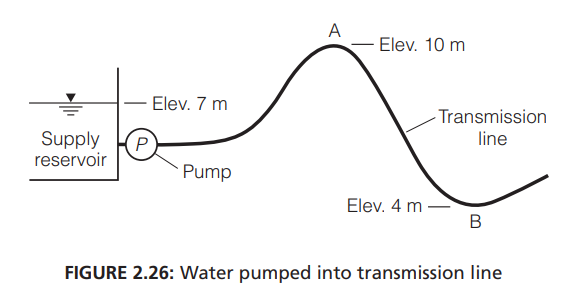 A
Elev. 10 m
Elev. 7 m
Transmission
line
Supply
reservoir
P
Pump
Elev. 4 m
B
FIGURE 2.26: Water pumped into transmission line